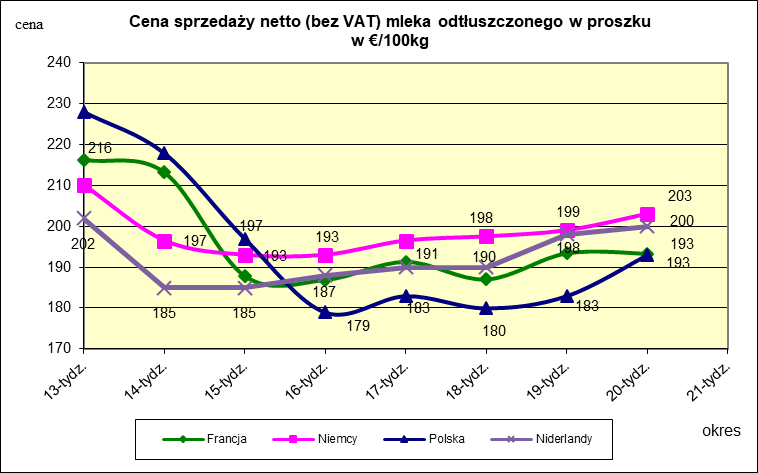 cena
Cena sprzedaży netto (bez VAT) mleka odtłuszczonego w proszku
w €/100kg
240
230
220
210
200
190
180
170
216
202
197
185
197
193
185
193
187
179
191
183
198
190
180
199
198
183
203
200
193
193
13-tydz.
14-tydz.
15-tydz.
16-tydz.
17-tydz.
18-tydz.
19-tydz.
20-tydz.
21-tydz.
okres
Francja Niemcy Polska Niderlandy